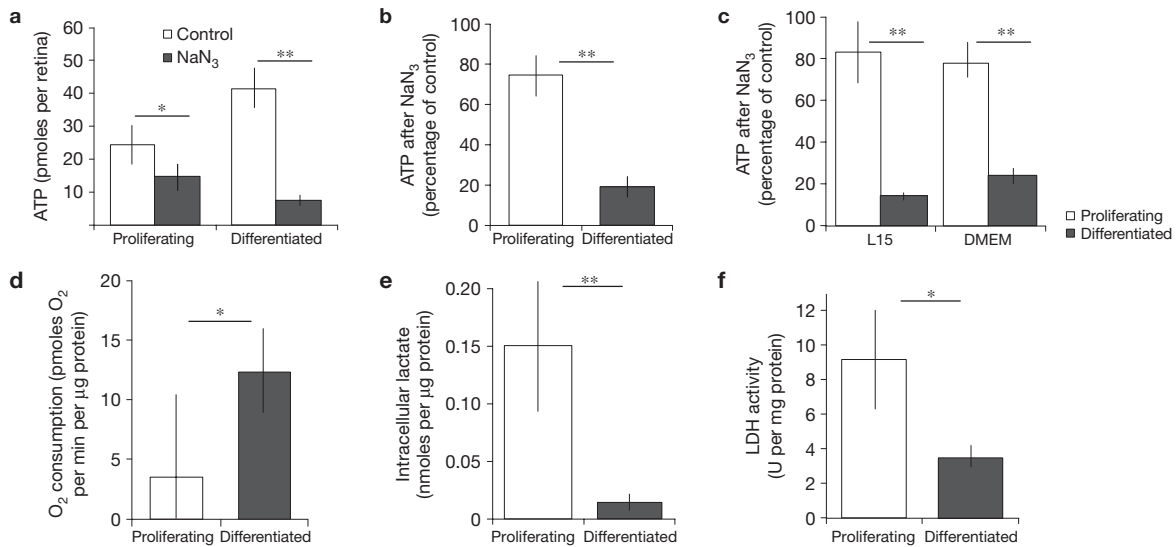 a
ATP (pmoles per retina)
60
50
40
30
20
10
Control
NaN₃
*
**
Proliferating
Differentiated
b
ATP after NaN₃
(percentage of control)
100
80
60
40
20
0
**
Proliferating
Differentiated
c
ATP after NaN₃
(percentage of control)
100
80
60
40
20
0
**
**
L15
DMEM
Proliferating
Differentiated
d
O₂ consumption (pmoles O₂
per min per µg protein)
20
15
10
5
0
*
Proliferating
Differentiated
e
Intracellular lactate
(nmoles per µg protein)
0.20
0.15
0.10
0.05
0
**
Proliferating
Differentiated
f
LDH activity
(U per mg protein)
12
10
8
6
4
2
0
*
Proliferating
Differentiated